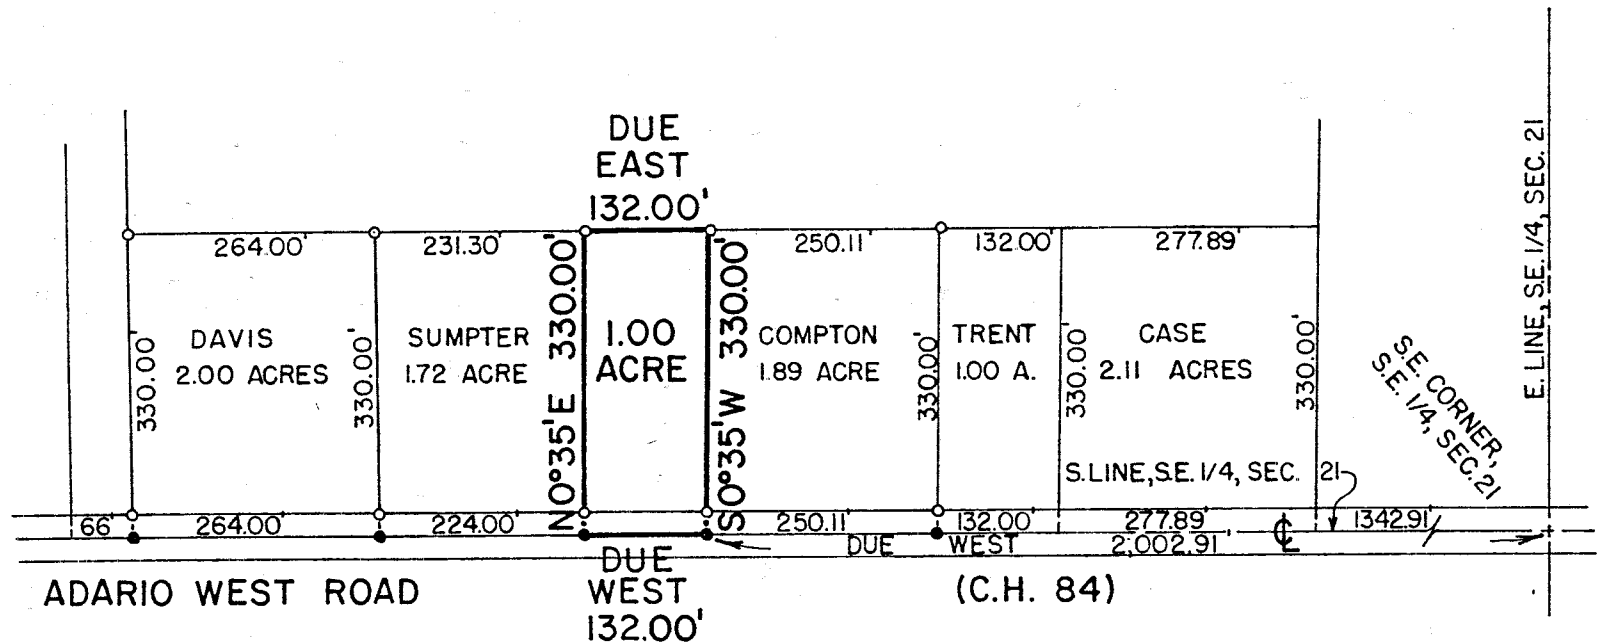 DUE
EAST
132.00'
264.00'
231.30'
250.11'
132.00'
277.89'
330.00'
DAVIS
2.00 ACRES
330.00'
SUMPTER
1.72 ACRE
N0°35'E 330.00'
1.00
ACRE
S0°35'W 330.00'
COMPTON
1.89 ACRE
330.00'
TRENT
1.00 A.
330.00'
CASE
2.11 ACRES
330.00'
S.E. CORNER,
S.E. 1/4, SEC. 21
E. LINE, S.E. 1/4, SEC. 21
S. LINE, S.E. 1/4, SEC. 21
66'
264.00'
224.00'
250.11'
132.00'
277.89'
1342.91'
DUE WEST 2,002.91'
℄
DUE
WEST
132.00'
ADARIO WEST ROAD
(C.H. 84)